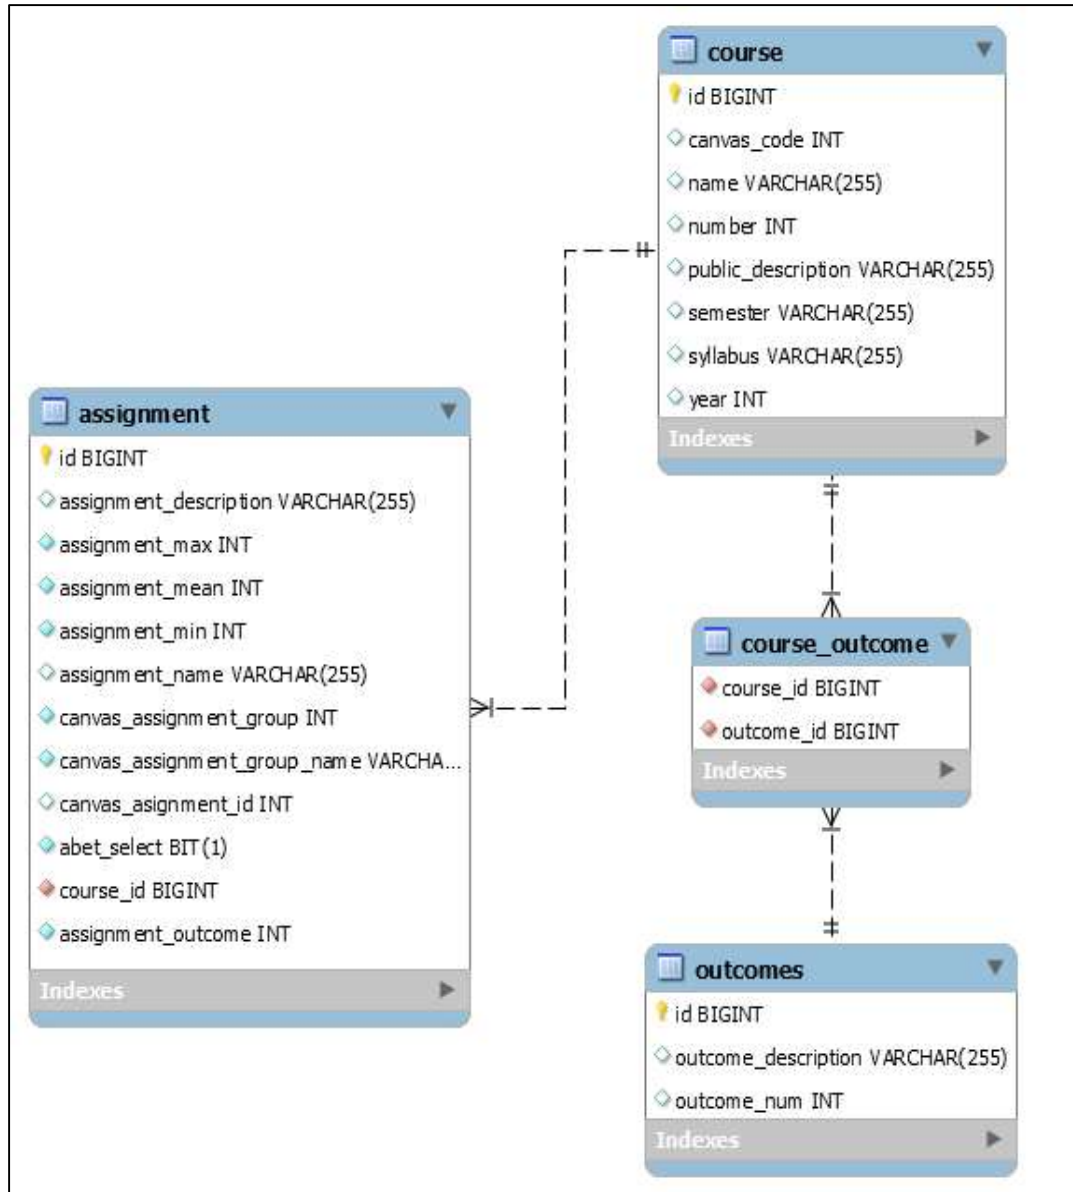 course
id BIGINT
canvas_code INT
name VARCHAR(255)
number INT
public_description VARCHAR(255)
semester VARCHAR(255)
syllabus VARCHAR(255)
year INT
Indexes
assignment
id BIGINT
assignment_description VARCHAR(255)
assignment_max INT
assignment_mean INT
assignment_min INT
assignment_name VARCHAR(255)
canvas_assignment_group INT
canvas_assignment_group_name VARCHA...
canvas_asignment_id INT
abet_select BIT(1)
course_id BIGINT
assignment_outcome INT
Indexes
course_outcome
course_id BIGINT
outcome_id BIGINT
Indexes
outcomes
id BIGINT
outcome_description VARCHAR(255)
outcome_num INT
Indexes